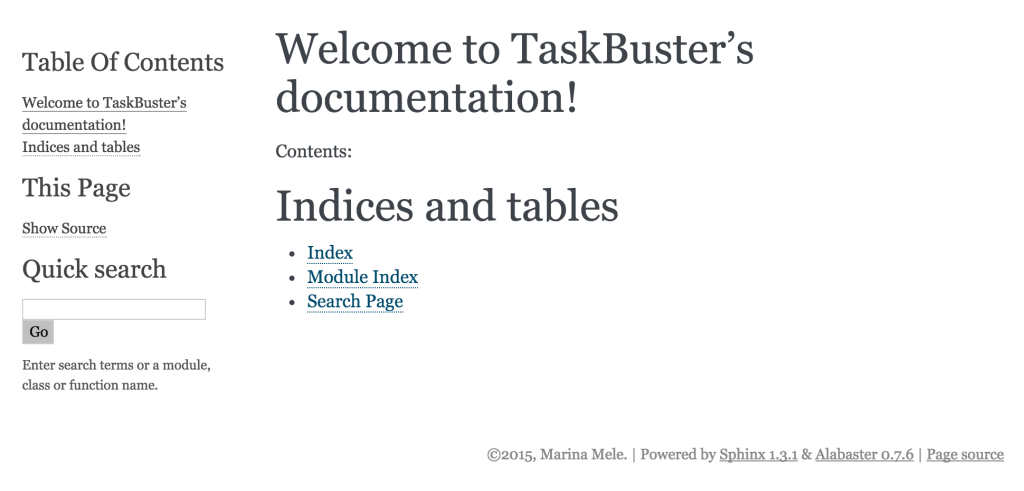 Table Of Contents
Welcome to TaskBuster’s
documentation!
Indices and tables
This Page
Show Source
Quick search
Go
Enter search terms or a module,
class or function name.
Welcome to TaskBuster’s
documentation!
Contents:
Indices and tables
• Index
• Module Index
• Search Page
©2015, Marina Mele. | Powered by Sphinx 1.3.1 & Alabaster 0.7.6 | Page source